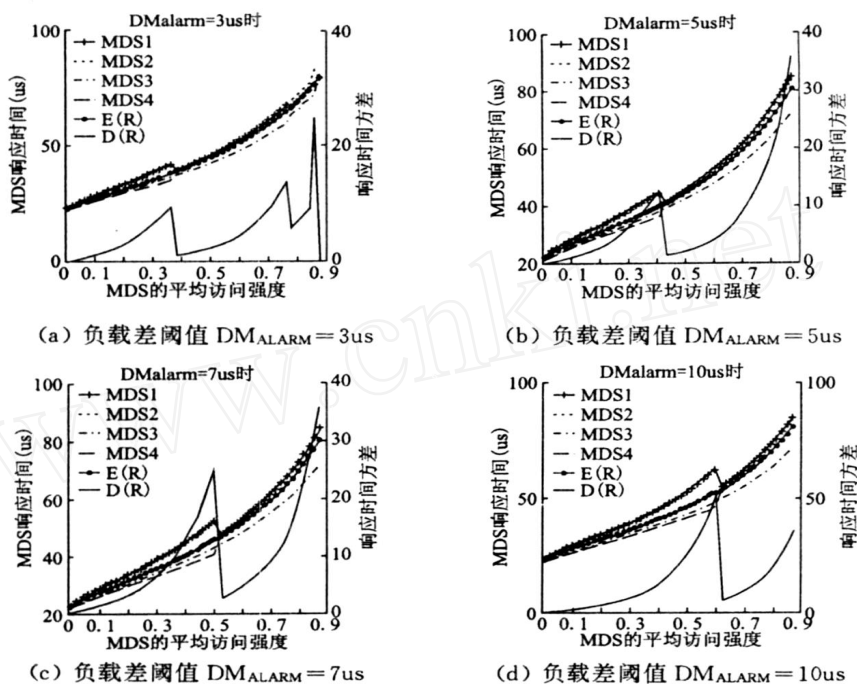 DMalarm=3us时
100
50
0
MDS响应时间(us)
MDS1
MDS2
MDS3
MDS4
E(R)
D(R)
40
30
20
10
0
响应时间方差
0 0.1 0.3 0.5 0.7 0.9
MDS的平均访问强度
(a) 负载差阈值 DMALARM=3us
DMalarm=5us时
100
80
60
40
20
MDS响应时间(us)
MDS1
MDS2
MDS3
MDS4
E(R)
D(R)
40
30
20
10
0
响应时间方差
0 0.1 0.3 0.5 0.7 0.9
MDS的平均访问强度
(b) 负载差阈值 DMALARM=5us
DMalarm=7us时
100
80
60
40
20
MDS响应时间(us)
MDS1
MDS2
MDS3
MDS4
E(R)
D(R)
40
30
20
10
0
响应时间方差
0 0.1 0.3 0.5 0.7 0.9
MDS的平均访问强度
(c) 负载差阈值 DMALARM=7us
DMalarm=10us时
100
50
0
MDS响应时间(us)
MDS1
MDS2
MDS3
MDS4
E(R)
D(R)
100
50
0
响应时间方差
0 0.1 0.3 0.5 0.7 0.9
MDS的平均访问强度
(d) 负载差阈值 DMALARM=10us
www.cnki.net